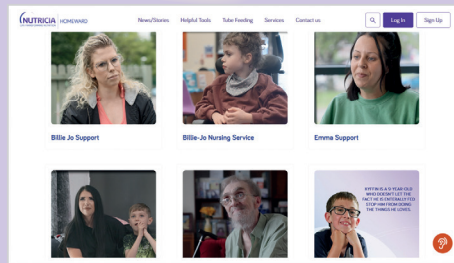 NUTRICIA HOMEWARD
News/Stories Helpful Tools Tube Feeding Services Contact us
Log In Sign Up
Billie Jo Support Billie-Jo Nursing Service Emma Support
RYFFIN IS A 9 YEAR OLD
WHO DOESN'T LET THE
FACT HE IS ENTERALLY FED
STOP HIM FROM DOING
THE THINGS HE LOVES.